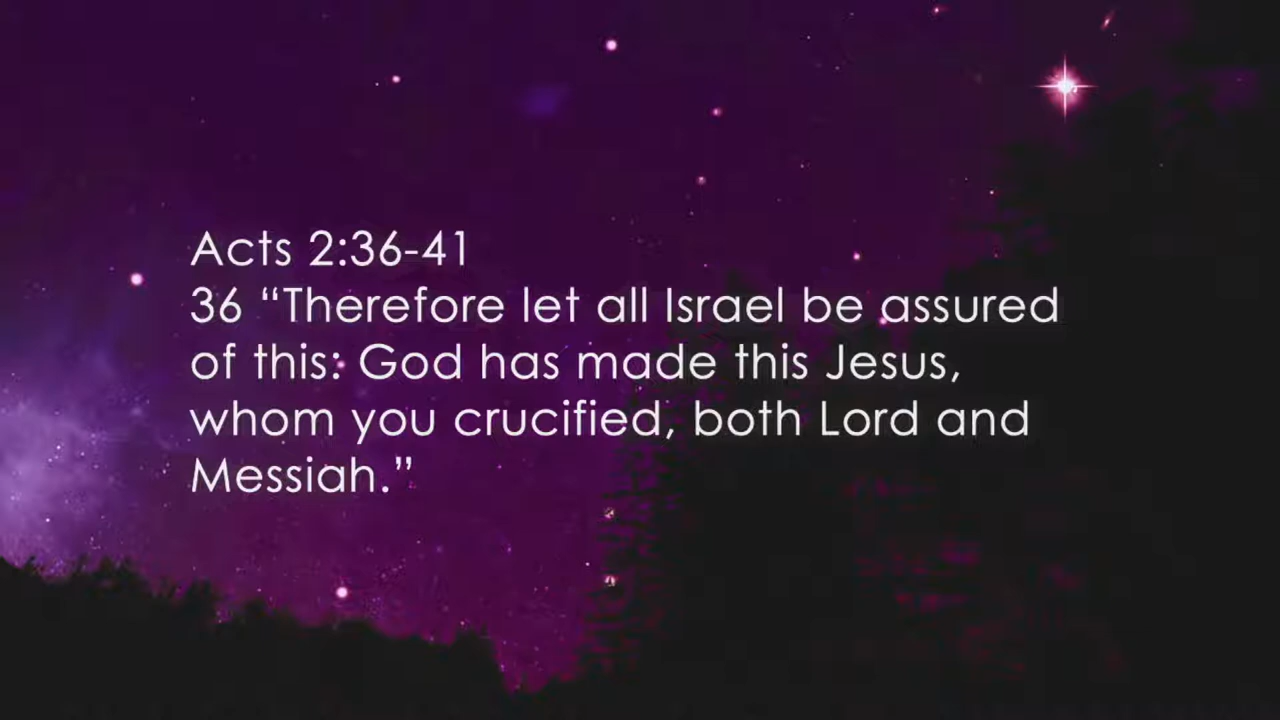 Acts 2:36-41
36 “Therefore let all Israel be assured
of this: God has made this Jesus,
whom you crucified, both Lord and
Messiah.”